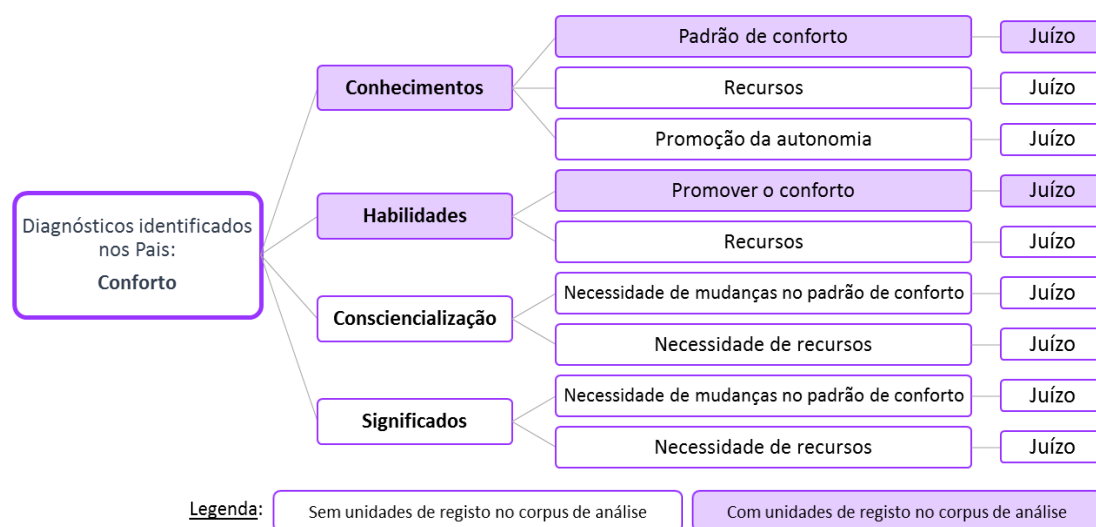 Padrão de conforto
Juízo
Conhecimentos
Recursos
Juízo
Promoção da autonomia
Juízo
Diagnósticos identificados
nos Pais:
Conforto
Habilidades
Promover o conforto
Juízo
Recursos
Juízo
Consciencialização
Necessidade de mudanças no padrão de conforto
Juízo
Necessidade de recursos
Juízo
Significados
Necessidade de mudanças no padrão de conforto
Juízo
Necessidade de recursos
Juízo
Legenda:
Sem unidades de registo no corpus de análise
Com unidades de registo no corpus de análise